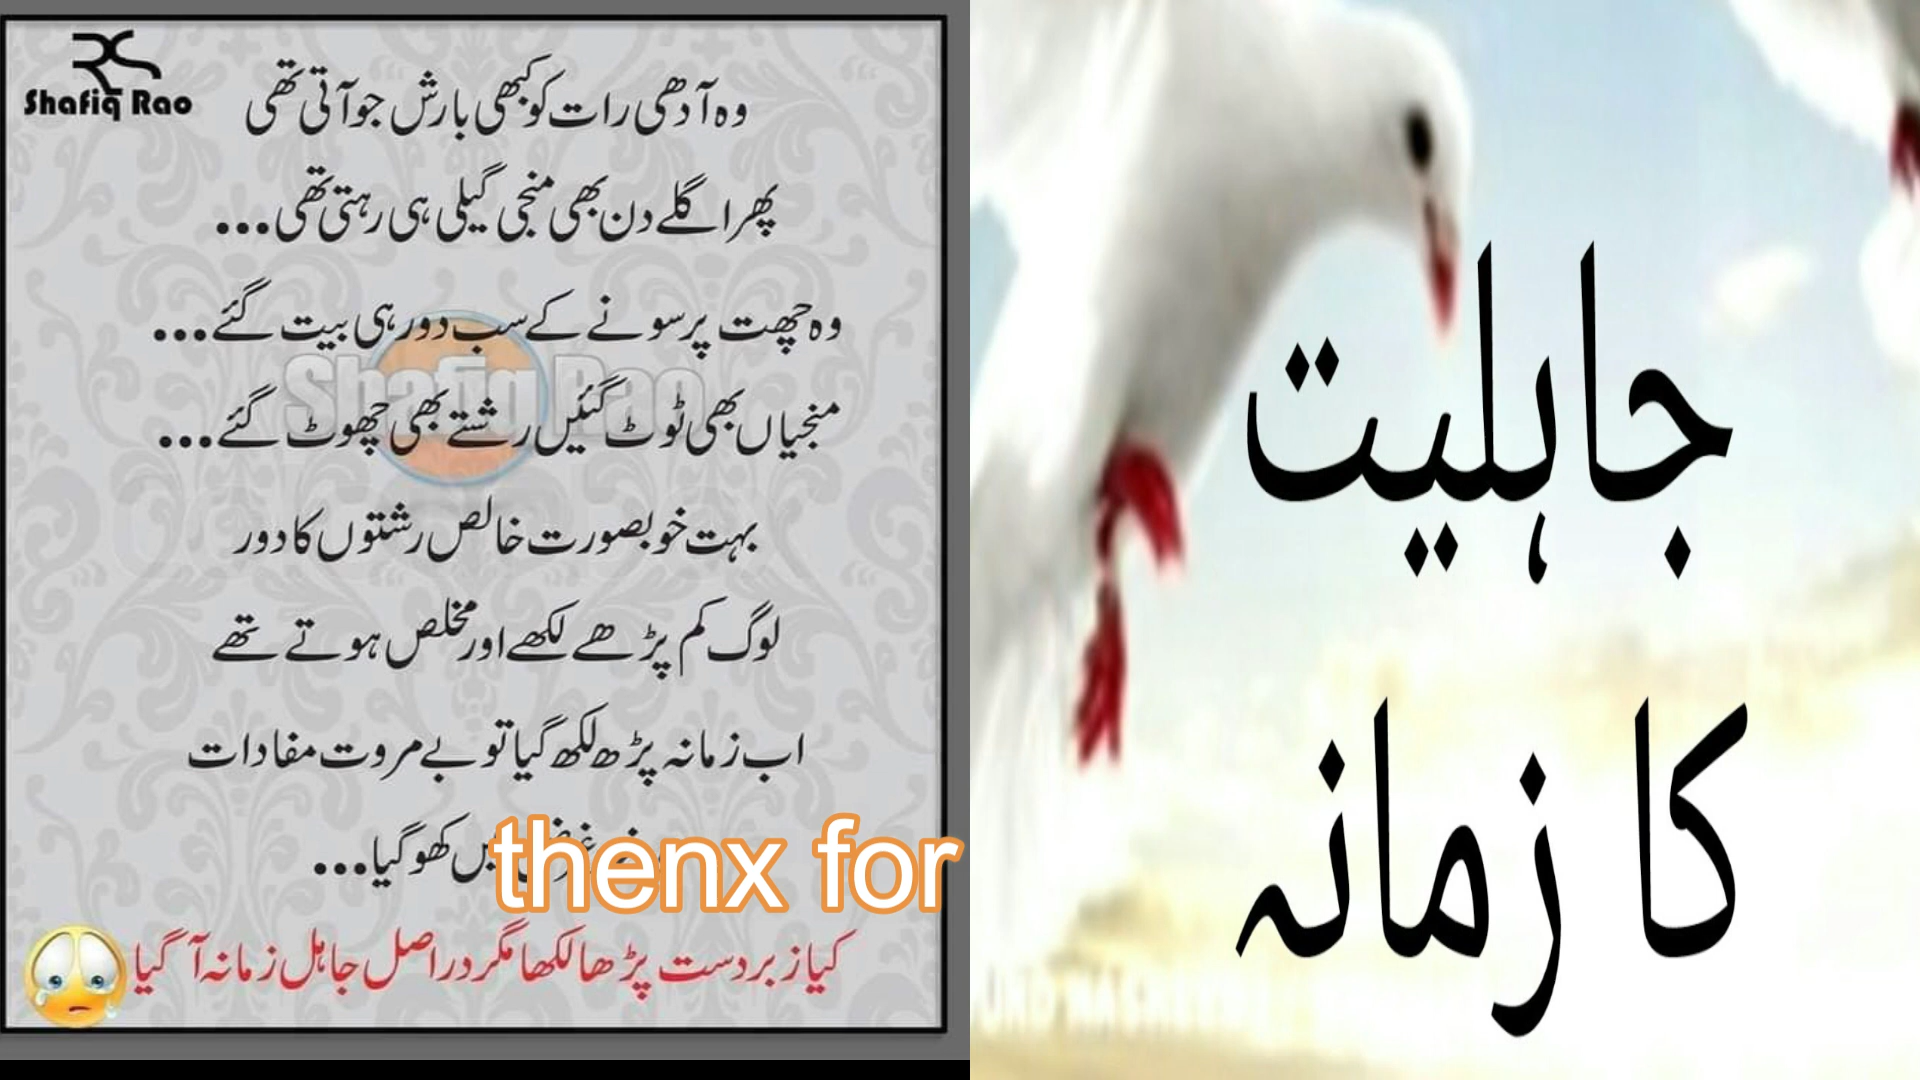 Shafiq Rao
وہ آدھی رات کو کبھی بارش جو آتی تھی
پھر اگلے دن بھی منجی گیلی ہی رہتی تھی...
وہ چھت پر سونے کے سب دور ہی بیت گئے...
Shafiq Rao
منجیاں بھی ٹوٹ گئیں رشتے بھی چھوٹ گئے...
بہت خوبصورت خالص رشتوں کا دور
لوگ کم پڑھے لکھے اور مخلص ہوتے تھے
اب زمانہ پڑھ لکھ گیا تو بے مروت مفادات
کھو گیا...
thenx for
کیا زبردست پڑھا لکھا مگر دراصل جاہل زمانہ آ گیا
جاہلیت
کا زمانہ